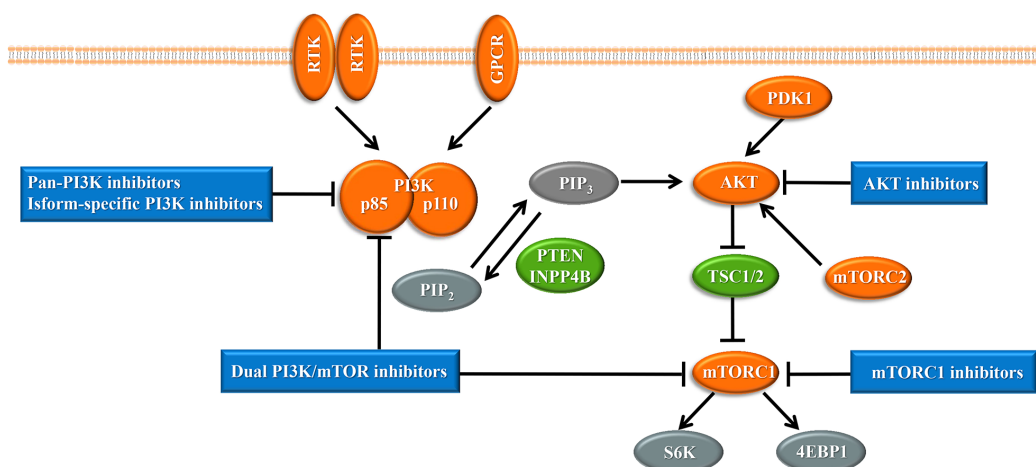 RTK
RTK
GPCR
PDK1
Pan-PI3K inhibitors
Isform-specific PI3K inhibitors
PI3K
p85
p110
PIP₃
AKT
AKT inhibitors
PTEN
INPP4B
PIP₂
TSC1/2
mTORC2
Dual PI3K/mTOR inhibitors
mTORC1
mTORC1 inhibitors
S6K
4EBP1